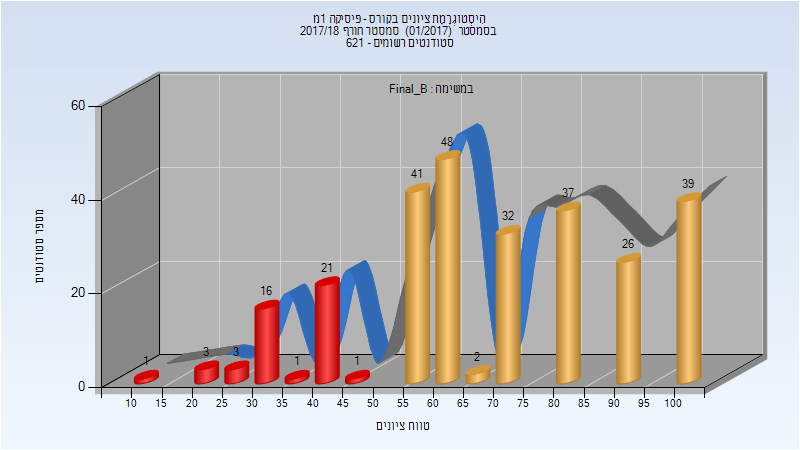 היסטוגרמת ציונים בקורס - פיסיקה 1מ
בסמסטר (01/2017) סמסטר חורף 2017/18
סטודנטים רשומים - 621
במשימה : Final_B
מספר סטודנטים
60
40
20
0
1
3
3
16
1
21
1
41
48
2
32
37
26
39
10 15 20 25 30 35 40 45 50 55 60 65 70 75 80 85 90 95 100
טווח ציונים